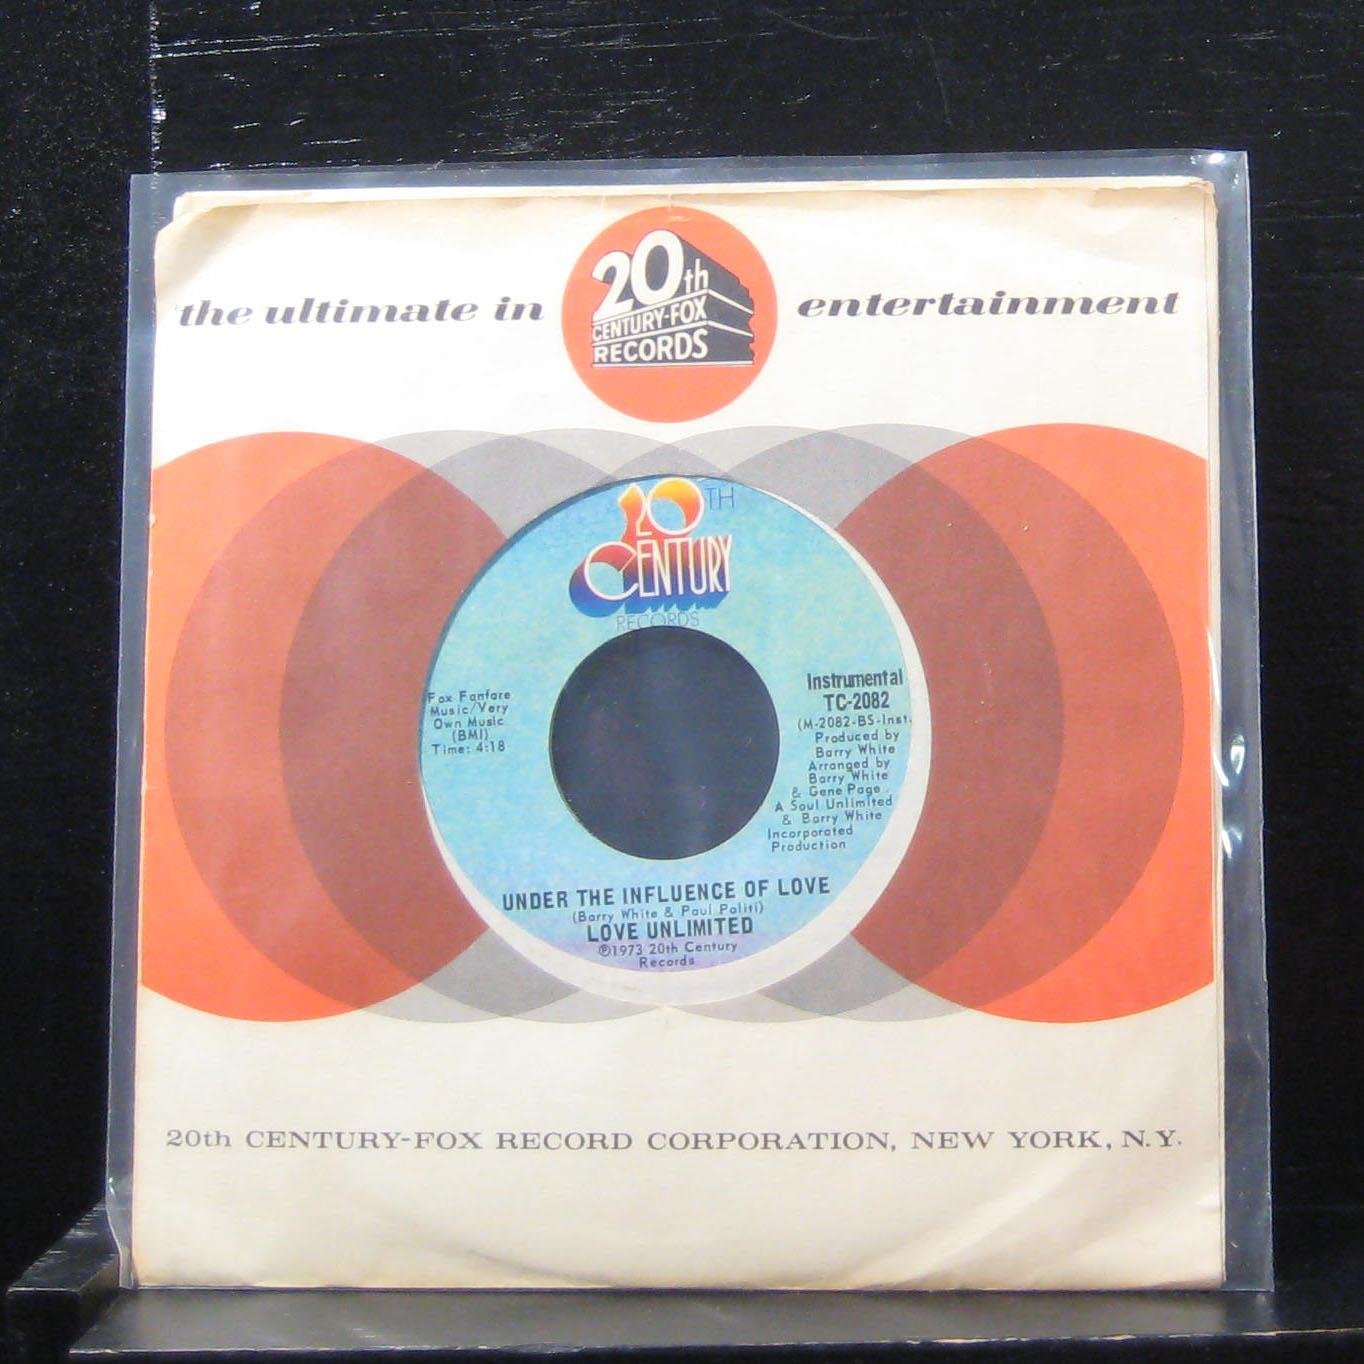 the ultimate in
20th
CENTURY-FOX
RECORDS
entertainment
20TH
CENTURY
RECORDS
Fox Fanfare
Music/Very
Own Music
(BMI)
Time: 4:18
Instrumental
TC-2082
(M-2082-BS-Inst.
Produced by
Barry White
Arranged by
Barry White
& Gene Page
A Soul Unlimited
& Barry White
Incorporated
Production
UNDER THE INFLUENCE OF LOVE
(Barry White & Paul Politi)
LOVE UNLIMITED
℗1973 20th Century
Records
20th CENTURY-FOX RECORD CORPORATION, NEW YORK, N.Y.